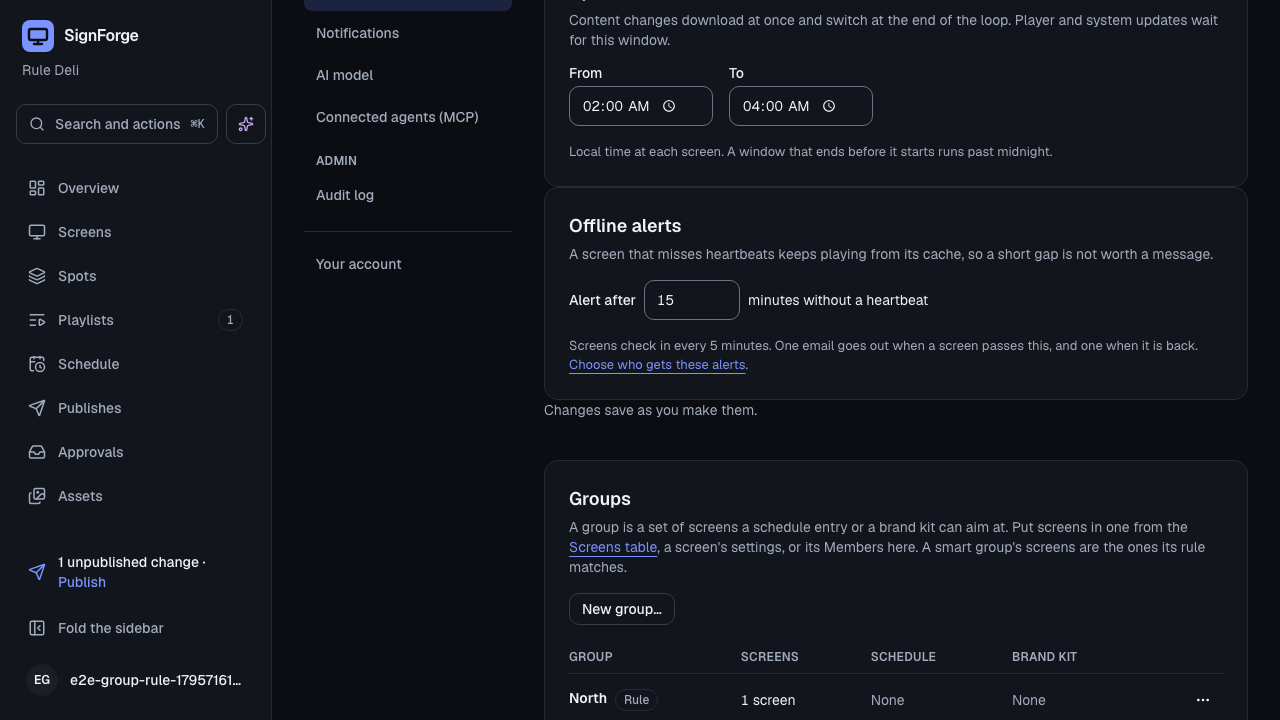 SignForge
Rule Deli
Search and actions ⌘K
Overview
Screens
Spots
Playlists 1
Schedule
Publishes
Approvals
Assets
1 unpublished change ·
Publish
Fold the sidebar
EG e2e-group-rule-17957161...
Notifications
AI model
Connected agents (MCP)
ADMIN
Audit log
Your account
Content changes download at once and switch at the end of the loop. Player and system updates wait
for this window.
From To
02:00 AM 04:00 AM
Local time at each screen. A window that ends before it starts runs past midnight.
Offline alerts
A screen that misses heartbeats keeps playing from its cache, so a short gap is not worth a message.
Alert after 15 minutes without a heartbeat
Screens check in every 5 minutes. One email goes out when a screen passes this, and one when it is back.
Choose who gets these alerts.
Changes save as you make them.
Groups
A group is a set of screens a schedule entry or a brand kit can aim at. Put screens in one from the
Screens table, a screen's settings, or its Members here. A smart group's screens are the ones its rule
matches.
New group...
GROUP SCREENS SCHEDULE BRAND KIT
North Rule 1 screen None None